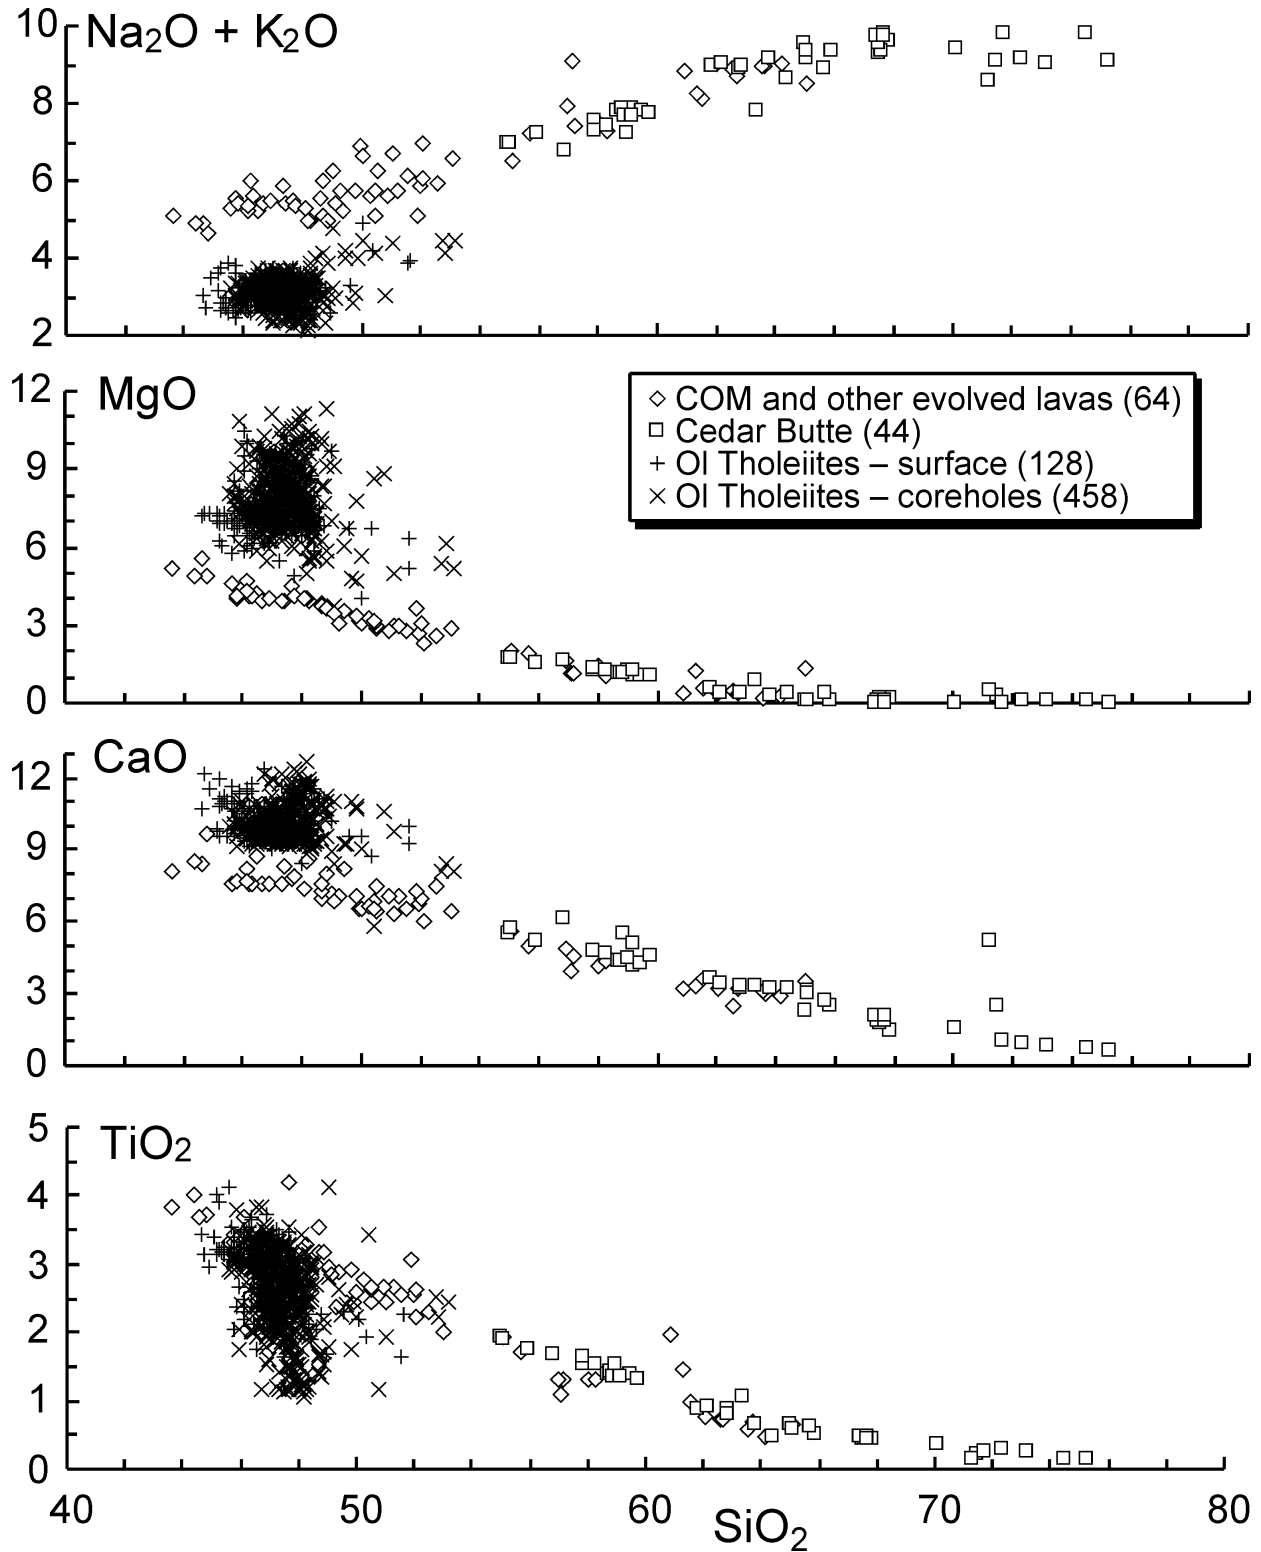 Na₂O + K₂O
10
8
6
4
2
MgO
12
9
6
3
0
COM and other evolved lavas (64)
Cedar Butte (44)
Ol Tholeiites – surface (128)
Ol Tholeiites – coreholes (458)
CaO
12
9
6
3
0
TiO₂
5
4
3
2
1
0
40 50 60 70 80
SiO₂